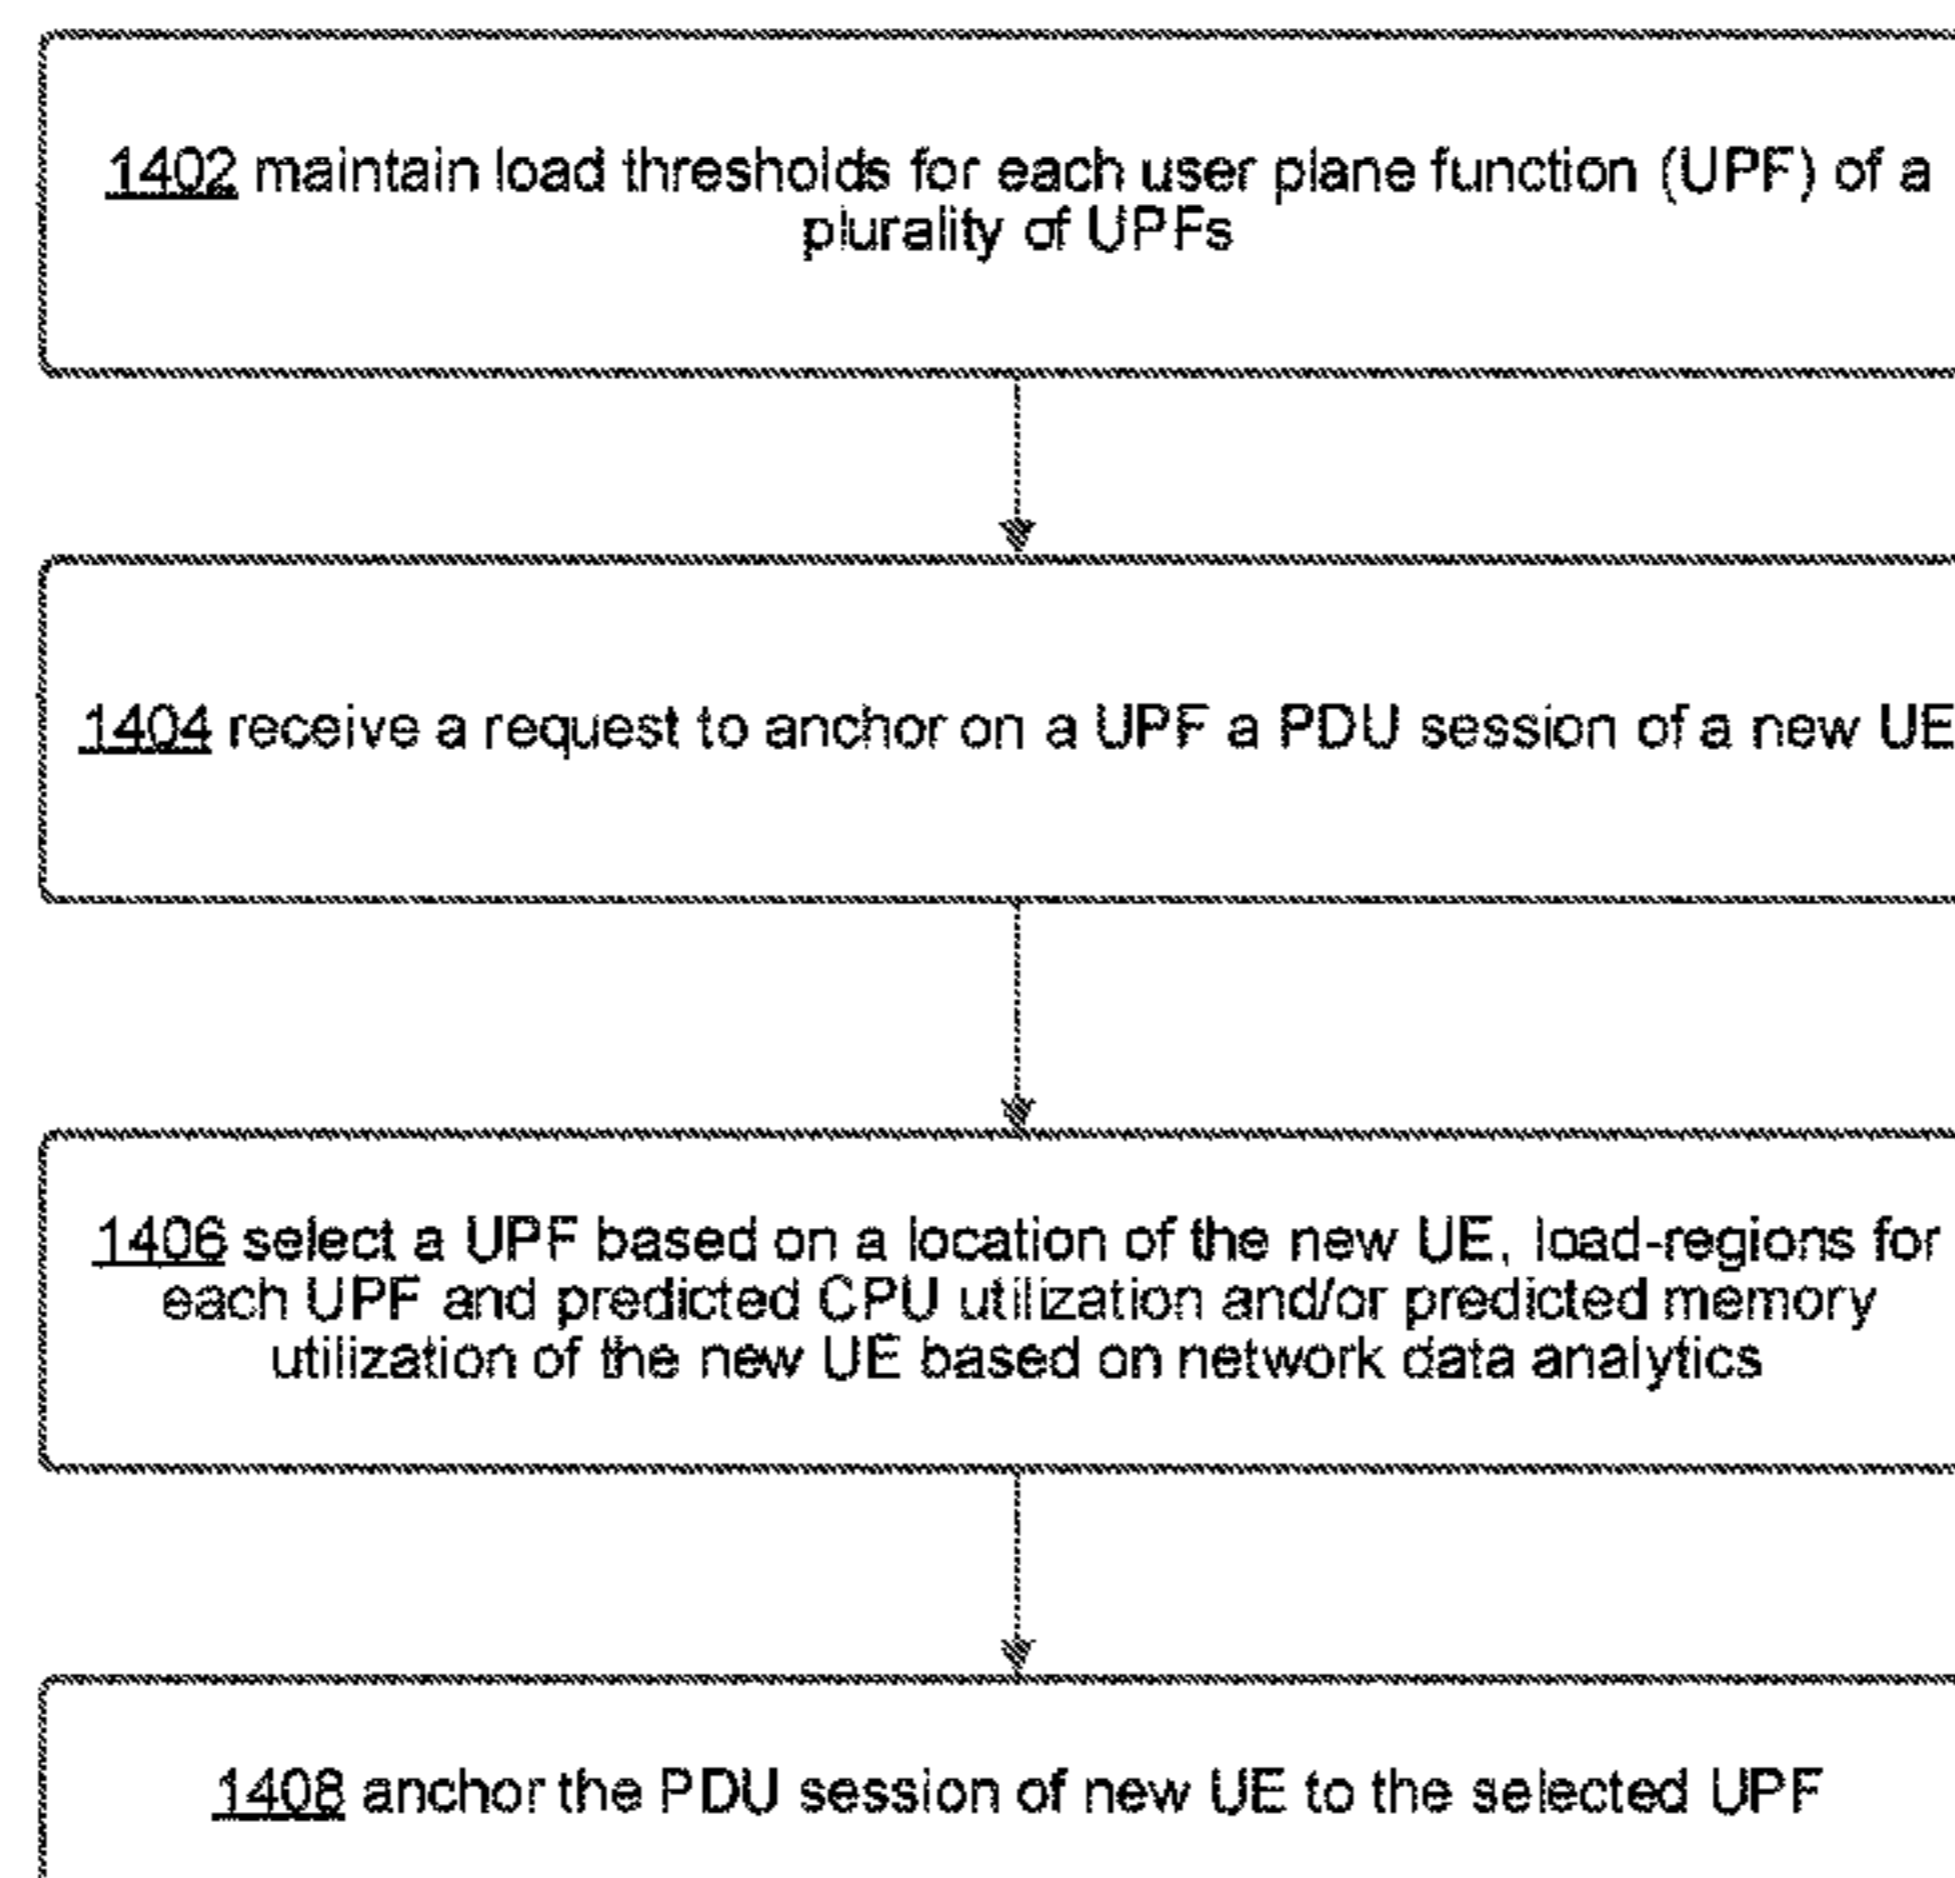 1402 maintain load thresholds for each user plane function (UPF) of a
plurality of UPFs
1404 receive a request to anchor on a UPF a PDU session of a new UE
1406 select a UPF based on a location of the new UE, load-regions for
each UPF and predicted CPU utilization and/or predicted memory
utilization of the new UE based on network data analytics
1408 anchor the PDU session of new UE to the selected UPF